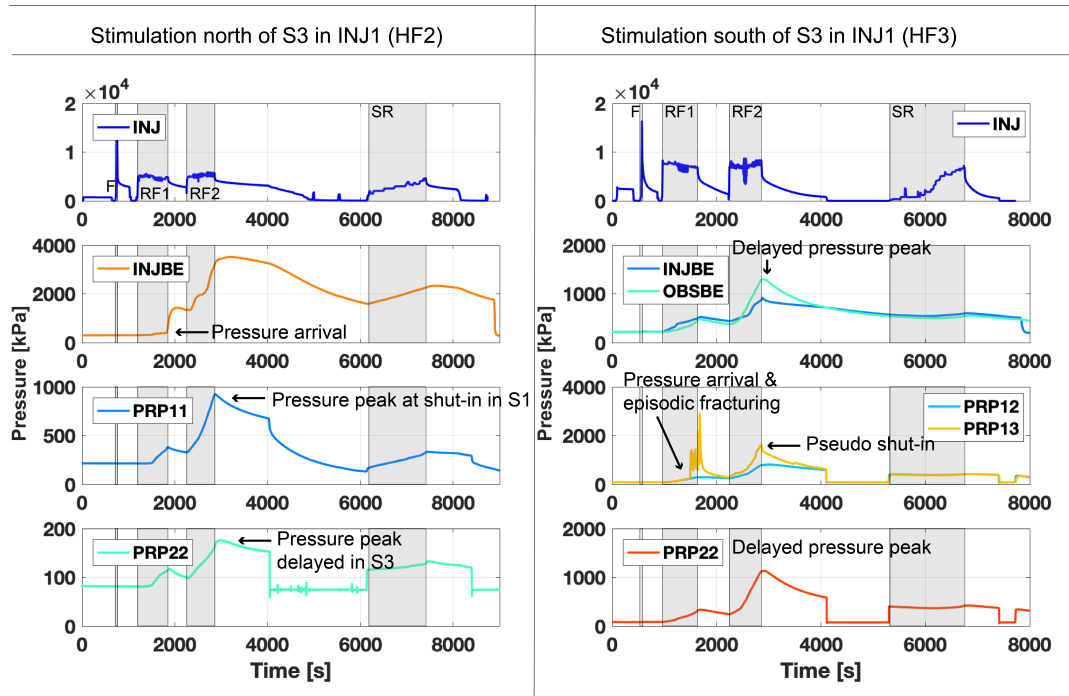 Stimulation north of S3 in INJ1 (HF2)
Stimulation south of S3 in INJ1 (HF3)
×10⁴
2
1
0
F
INJ
RF1
RF2
SR
0 2000 4000 6000 8000
4000
2000
0
INJBE
Pressure arrival
0 2000 4000 6000 8000
Pressure [kPa]
1000
500
0
PRP11
Pressure peak at shut-in in S1
0 2000 4000 6000 8000
200
100
0
PRP22
Pressure peak
delayed in S3
0 2000 4000 6000 8000
Time [s]
×10⁴
2
1
0
F
RF1
RF2
SR
INJ
0 2000 4000 6000 8000
2000
1000
0
INJBE
OBSBE
Delayed pressure peak
0 2000 4000 6000 8000
Pressure [kPa]
4000
2000
0
Pressure arrival &
episodic fracturing
PRP12
PRP13
Pseudo shut-in
0 2000 4000 6000 8000
2000
1000
0
PRP22
Delayed pressure peak
0 2000 4000 6000 8000
Time [s]